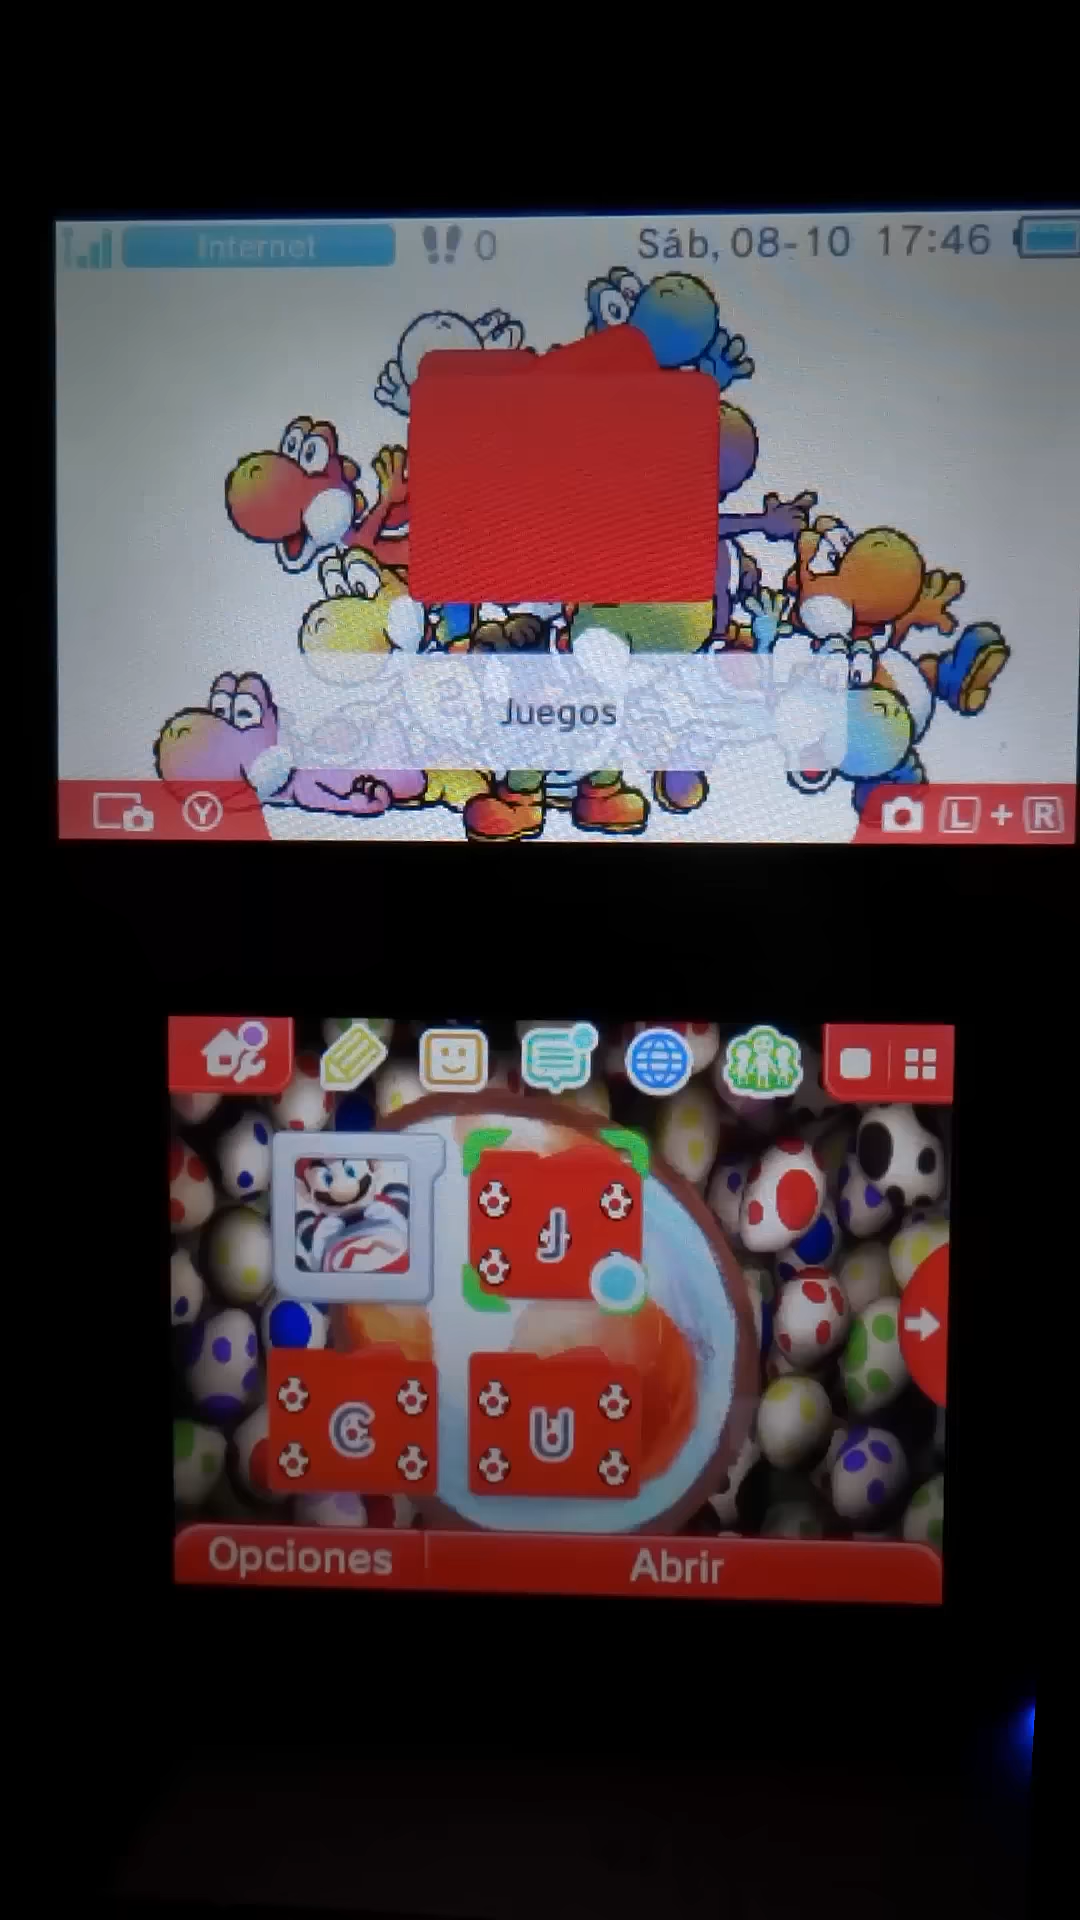 Internet 0 Sáb, 08-10 17:46
Juegos
Y L + R
J
C U
Opciones Abrir